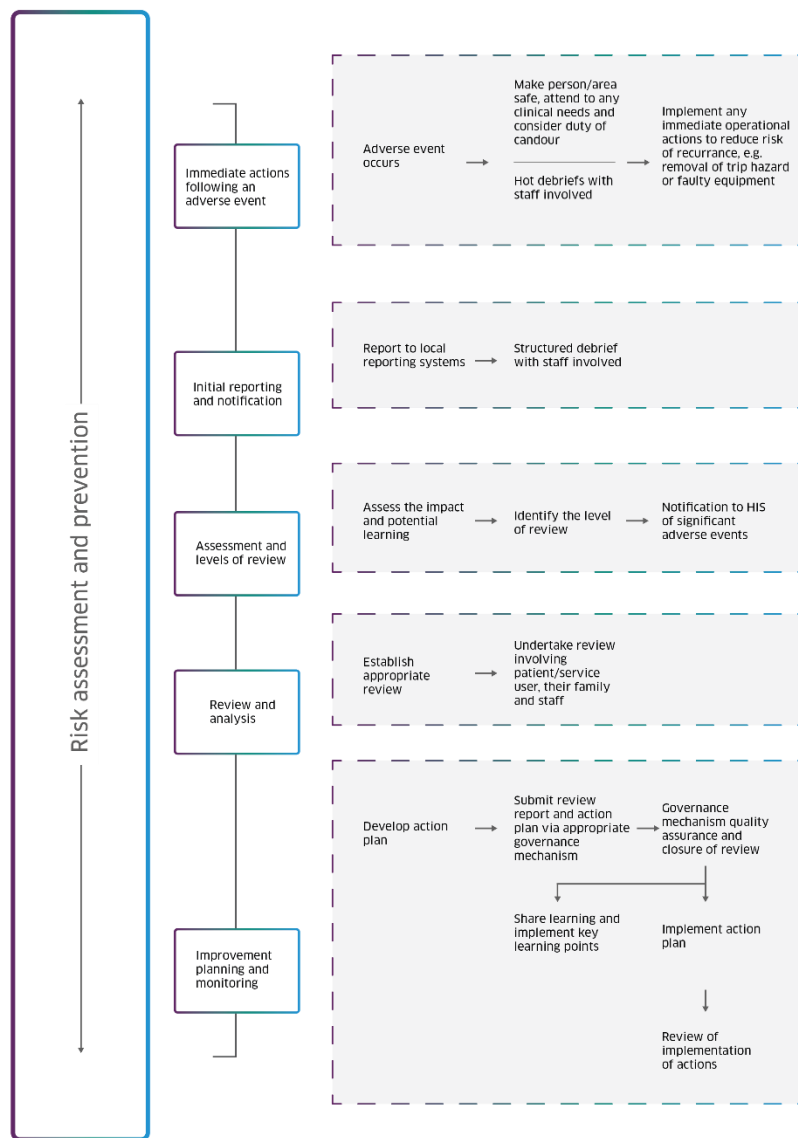 Risk assessment and prevention
Immediate actions
following an
adverse event
Adverse event
occurs
Make person/area
safe, attend to any
clinical needs and
consider duty of
candour
Hot debriefs with
staff involved
Implement any
immediate operational
actions to reduce risk
of recurrance, e.g.
removal of trip hazard
or faulty equipment
Initial reporting
and notification
Report to local
reporting systems
Structured debrief
with staff involved
Assessment and
levels of review
Assess the impact
and potential
learning
Identify the level
of review
Notification to HIS
of significant
adverse events
Review and
analysis
Establish
appropriate
review
Undertake review
involving
patient/service
user, their family
and staff
Improvement
planning and
monitoring
Develop action
plan
Submit review
report and action
plan via appropriate
governance
mechanism
Governance
mechanism quality
assurance and
closure of review
Share learning and
implement key
learning points
Implement action
plan
Review of
implementation
of actions